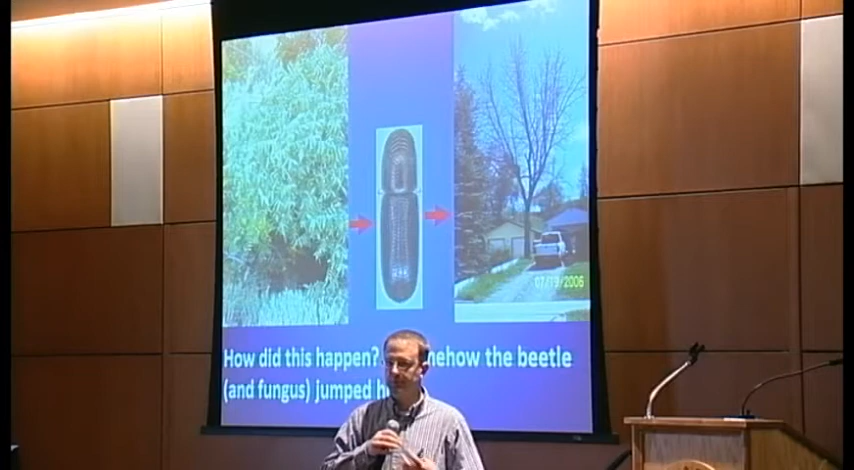 07/19/2006
How did this happen? the beetle
(and fungus) jumped